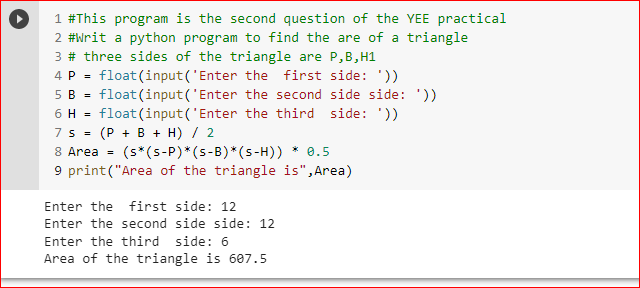 1 #This program is the second question of the YEE practical
2 #Writ a python program to find the are of a triangle
3 # three sides of the triangle are P,B,H1
4 P = float(input('Enter the  first side: '))
5 B = float(input('Enter the second side side: '))
6 H = float(input('Enter the third  side: '))
7 s = (P + B + H) / 2
8 Area = (s*(s-P)*(s-B)*(s-H)) * 0.5
9 print("Area of the triangle is",Area)
Enter the  first side: 12
Enter the second side side: 12
Enter the third  side: 6
Area of the triangle is 607.5